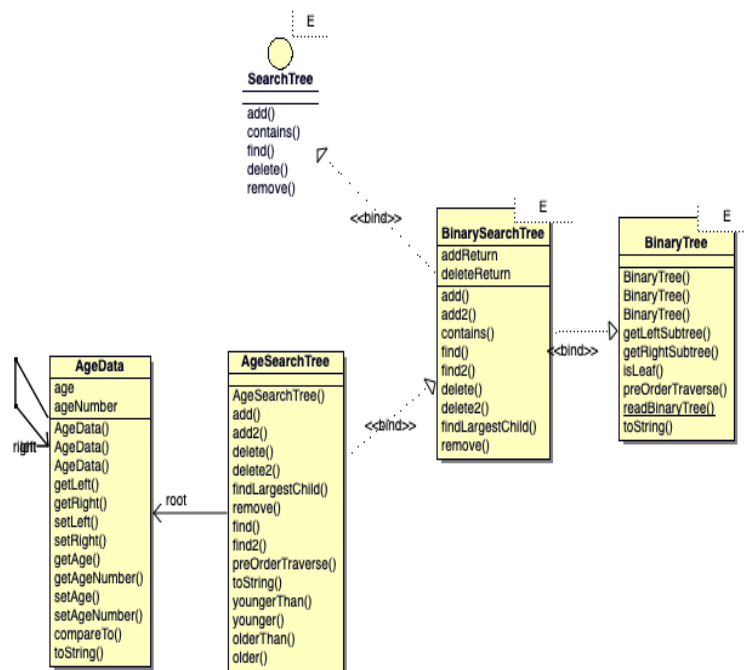 E
SearchTree
add()
contains()
find()
delete()
remove()
<<bind>>
E
BinarySearchTree
addReturn
deleteReturn
add()
add2()
contains()
find()
find2()
delete()
delete2()
findLargestChild()
remove()
<<bind>>
E
BinaryTree
BinaryTree()
BinaryTree()
BinaryTree()
getLeftSubtree()
getRightSubtree()
isLeaf()
preOrderTraverse()
readBinaryTree()
toString()
<<bind>>
AgeData
age
ageNumber
AgeData()
AgeData()
AgeData()
getLeft()
getRight()
setLeft()
setRight()
getAge()
getAgeNumber()
setAge()
setAgeNumber()
compareTo()
toString()
right
root
AgeSearchTree
AgeSearchTree()
add()
add2()
delete()
delete2()
findLargestChild()
remove()
find()
find2()
preOrderTraverse()
toString()
youngerThan()
younger()
olderThan()
older()